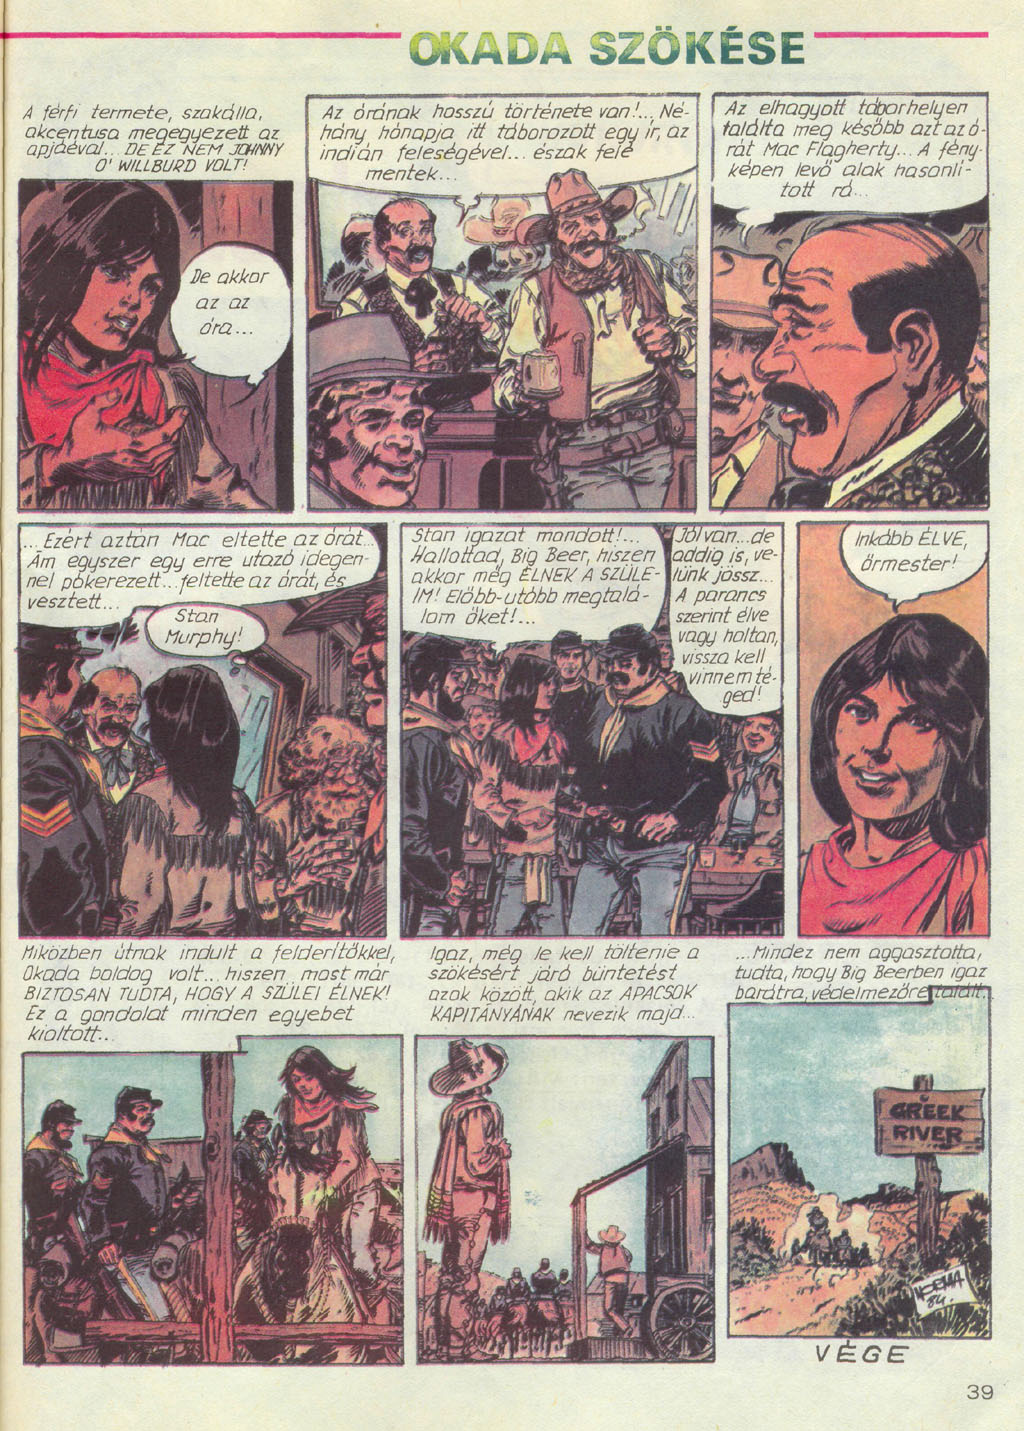 OKADA SZÖKÉSE
A férfi termete, szakálla,
akcentusa megegyezett az
apjáéval... DE EZ NEM JOHNNY
O' WILLBURD VOLT!
De akkor
az az
óra...
Az órának hosszú története van!... Né-
hány hónapja itt táborozott egy ír, az
indián feleségével... észak felé
mentek...
Az elhagyott táborhelyen
találta meg később azt az ó-
rát Mac Flagherty... A fény-
képen levő alak hasonlí-
tott rá...
...Ezért aztán Mac eltette az órát...
Ám egyszer egy erre utazó idegen-
nel pókerezett... feltette az órát, és
vesztett...
Stan
Murphy!
Stan igazat mondott!...
Hallottad, Big Beer, hiszen
akkor még ÉLNEK A SZÜLE-
IM! Előbb-utóbb megtalá-
lom őket!...
Jól van...de
addig is, ve-
lünk jössz...
A parancs
szerint élve
vagy holtan,
vissza kell
vinnem té-
ged!
Inkább ÉLVE,
őrmester!
Miközben útnak indult a felderítőkkel,
Okada boldog volt... hiszen most már
BIZTOSAN TUDTA, HOGY A SZÜLEI ÉLNEK!
Ez a gondolat minden egyebet
kioltott...
Igaz, még le kell töltenie a
szökésért járó büntetést
azok között, akik az APACSOK
KAPITÁNYÁNAK nevezik majd...
...Mindez nem aggasztotta,
tudta, hogy Big Beerben igaz
barátra, védelmezőre talált...
GREEK
RIVER
NORMA
84.
VÉGE
39